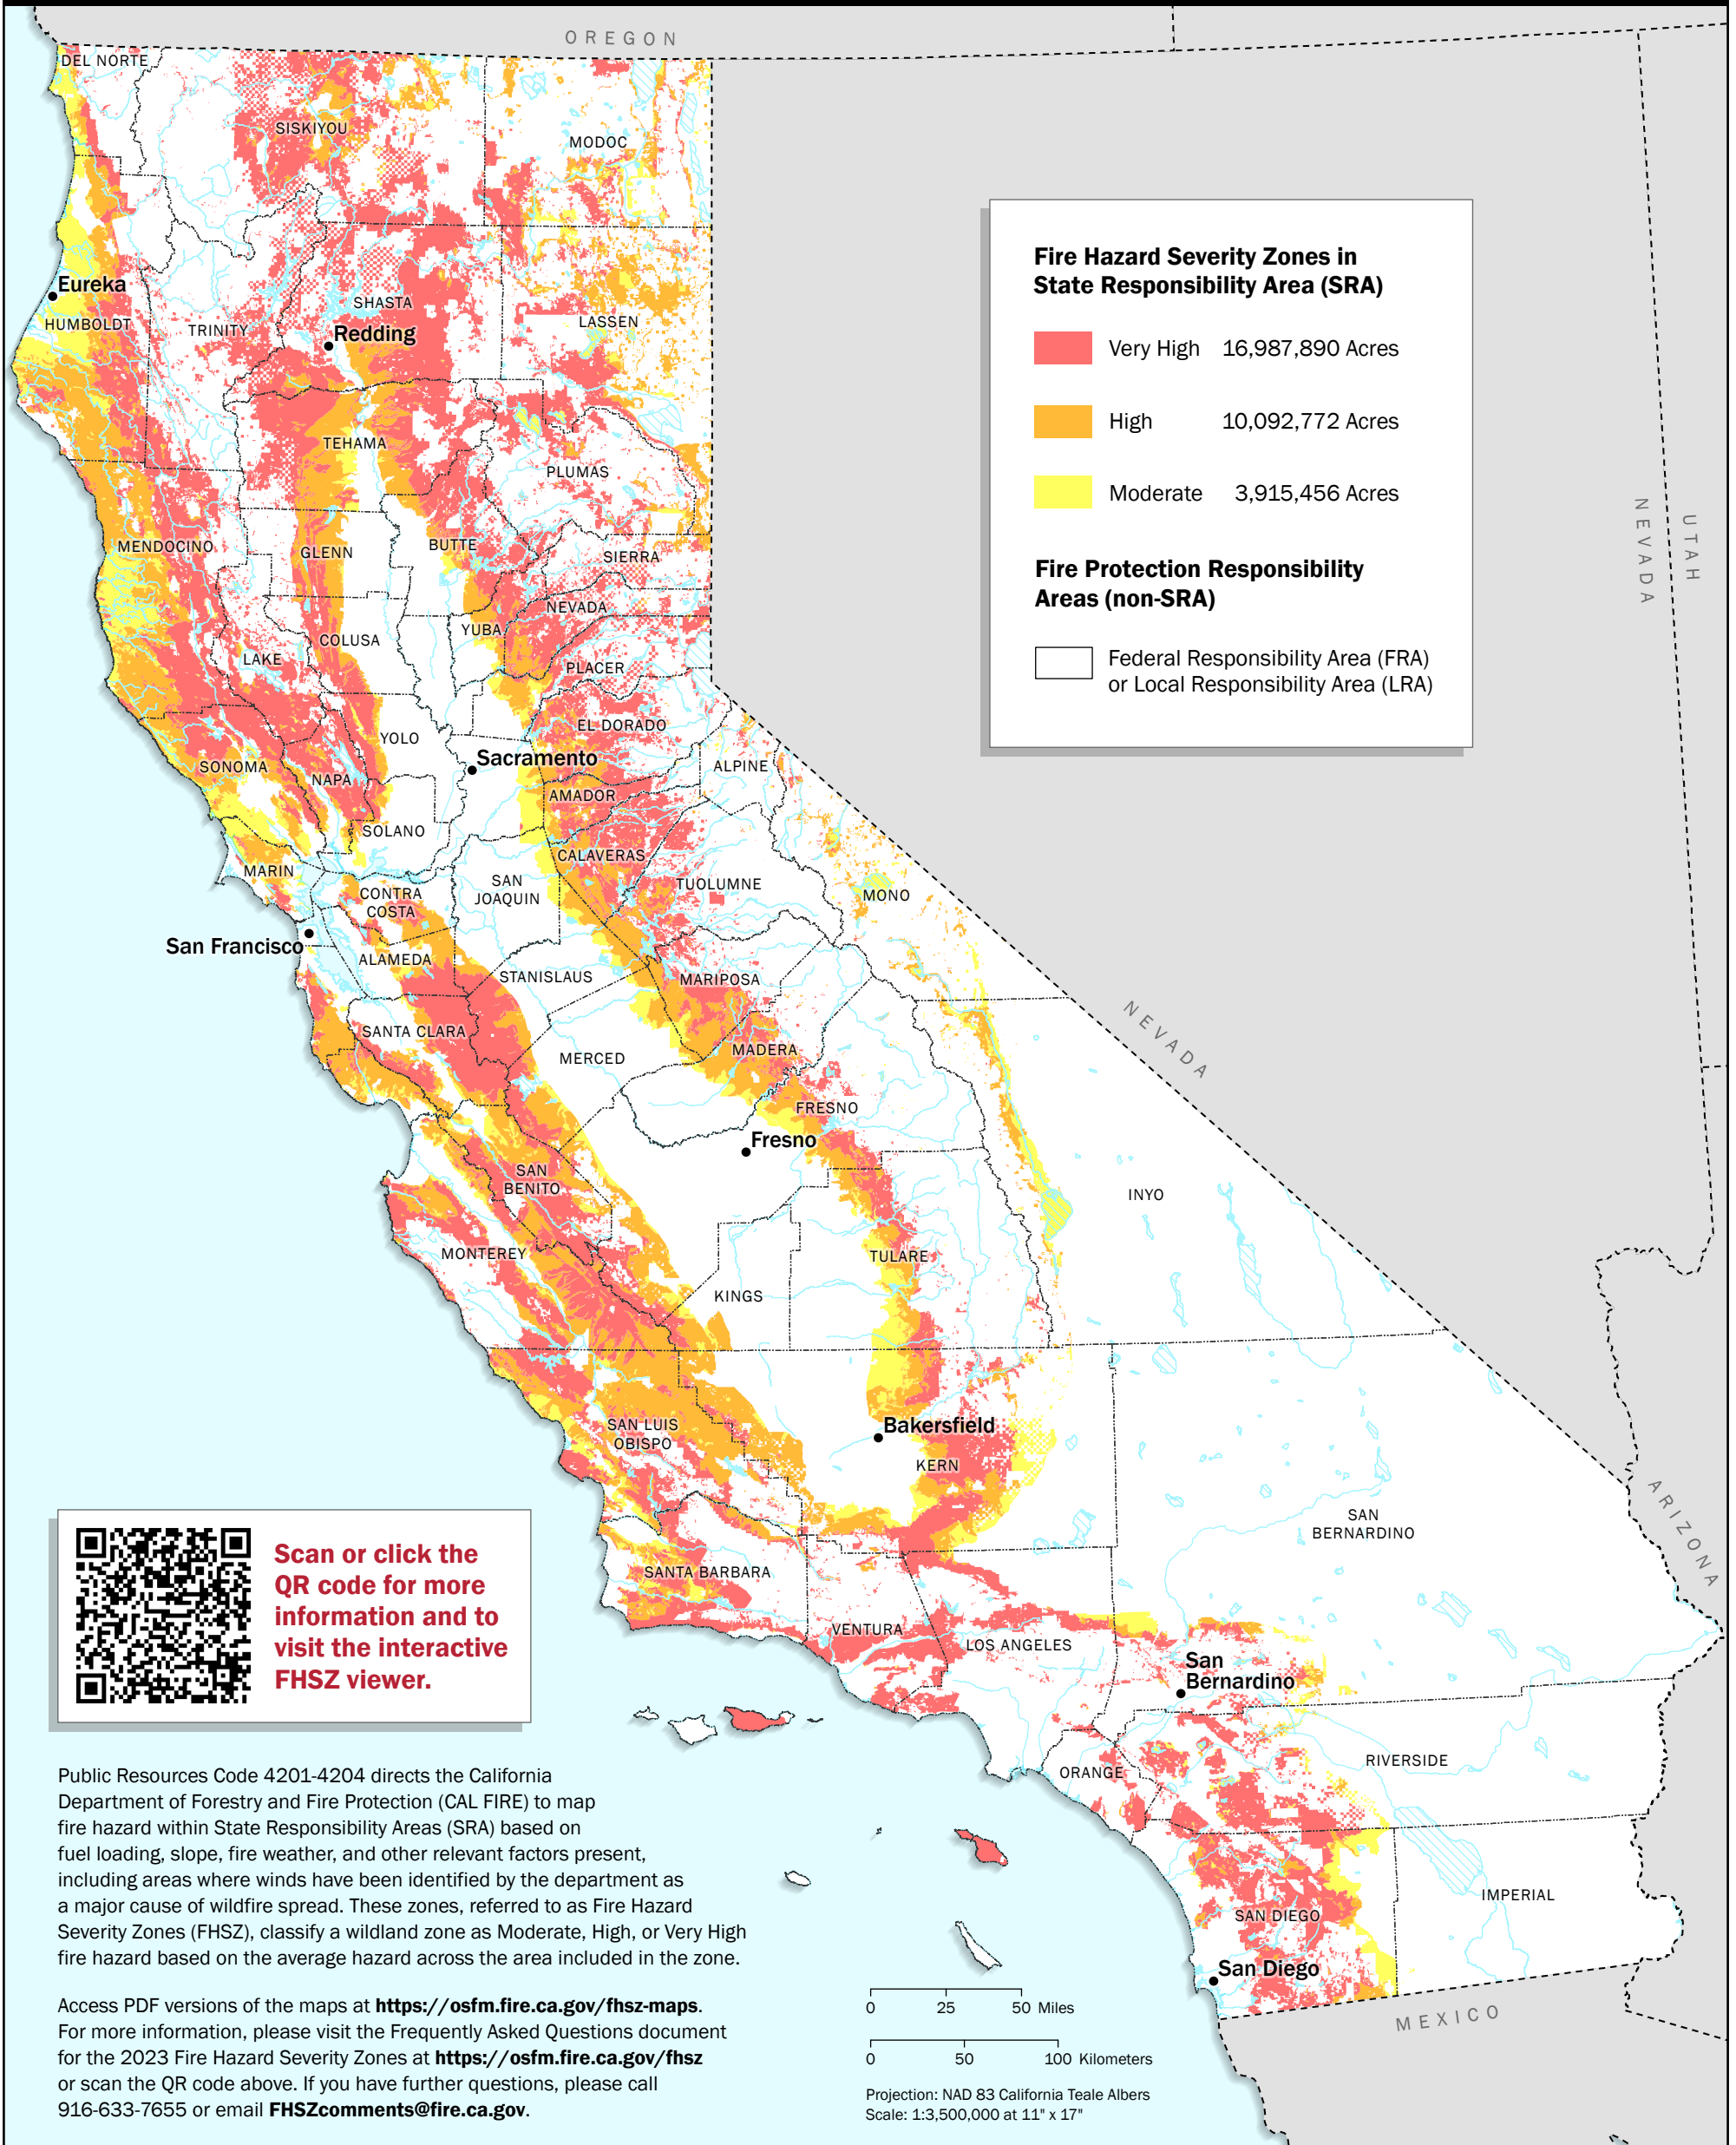 OREGON
DEL NORTE
SISKIYOU
MODOC
Eureka
HUMBOLDT
TRINITY
SHASTA
Redding
LASSEN
TEHAMA
PLUMAS
MENDOCINO
GLENN
BUTTE
SIERRA
NEVADA
YUBA
COLUSA
LAKE
PLACER
EL DORADO
YOLO
Sacramento
SONOMA
NAPA
ALPINE
AMADOR
SOLANO
CALAVERAS
MARIN
CONTRA
COSTA
SAN
JOAQUIN
TUOLUMNE
MONO
San Francisco
ALAMEDA
STANISLAUS
MARIPOSA
SANTA CLARA
MERCED
MADERA
FRESNO
Fresno
SAN
BENITO
INYO
MONTEREY
TULARE
KINGS
SAN LUIS
OBISPO
Bakersfield
KERN
SAN
BERNARDINO
SANTA BARBARA
VENTURA
LOS ANGELES
San
Bernardino
ORANGE
RIVERSIDE
SAN DIEGO
IMPERIAL
San Diego
MEXICO
NEVADA
NEVADA
UTAH
ARIZONA
Fire Hazard Severity Zones in
State Responsibility Area (SRA)
Very High 16,987,890 Acres
High 10,092,772 Acres
Moderate 3,915,456 Acres
Fire Protection Responsibility
Areas (non-SRA)
Federal Responsibility Area (FRA)
or Local Responsibility Area (LRA)
Scan or click the
QR code for more
information and to
visit the interactive
FHSZ viewer.
Public Resources Code 4201-4204 directs the California
Department of Forestry and Fire Protection (CAL FIRE) to map
fire hazard within State Responsibility Areas (SRA) based on
fuel loading, slope, fire weather, and other relevant factors present,
including areas where winds have been identified by the department as
a major cause of wildfire spread. These zones, referred to as Fire Hazard
Severity Zones (FHSZ), classify a wildland zone as Moderate, High, or Very High
fire hazard based on the average hazard across the area included in the zone.
Access PDF versions of the maps at https://osfm.fire.ca.gov/fhsz-maps.
For more information, please visit the Frequently Asked Questions document
for the 2023 Fire Hazard Severity Zones at https://osfm.fire.ca.gov/fhsz
or scan the QR code above. If you have further questions, please call
916-633-7655 or email FHSZcomments@fire.ca.gov.
0 25 50 Miles
0 50 100 Kilometers
Projection: NAD 83 California Teale Albers
Scale: 1:3,500,000 at 11" x 17"